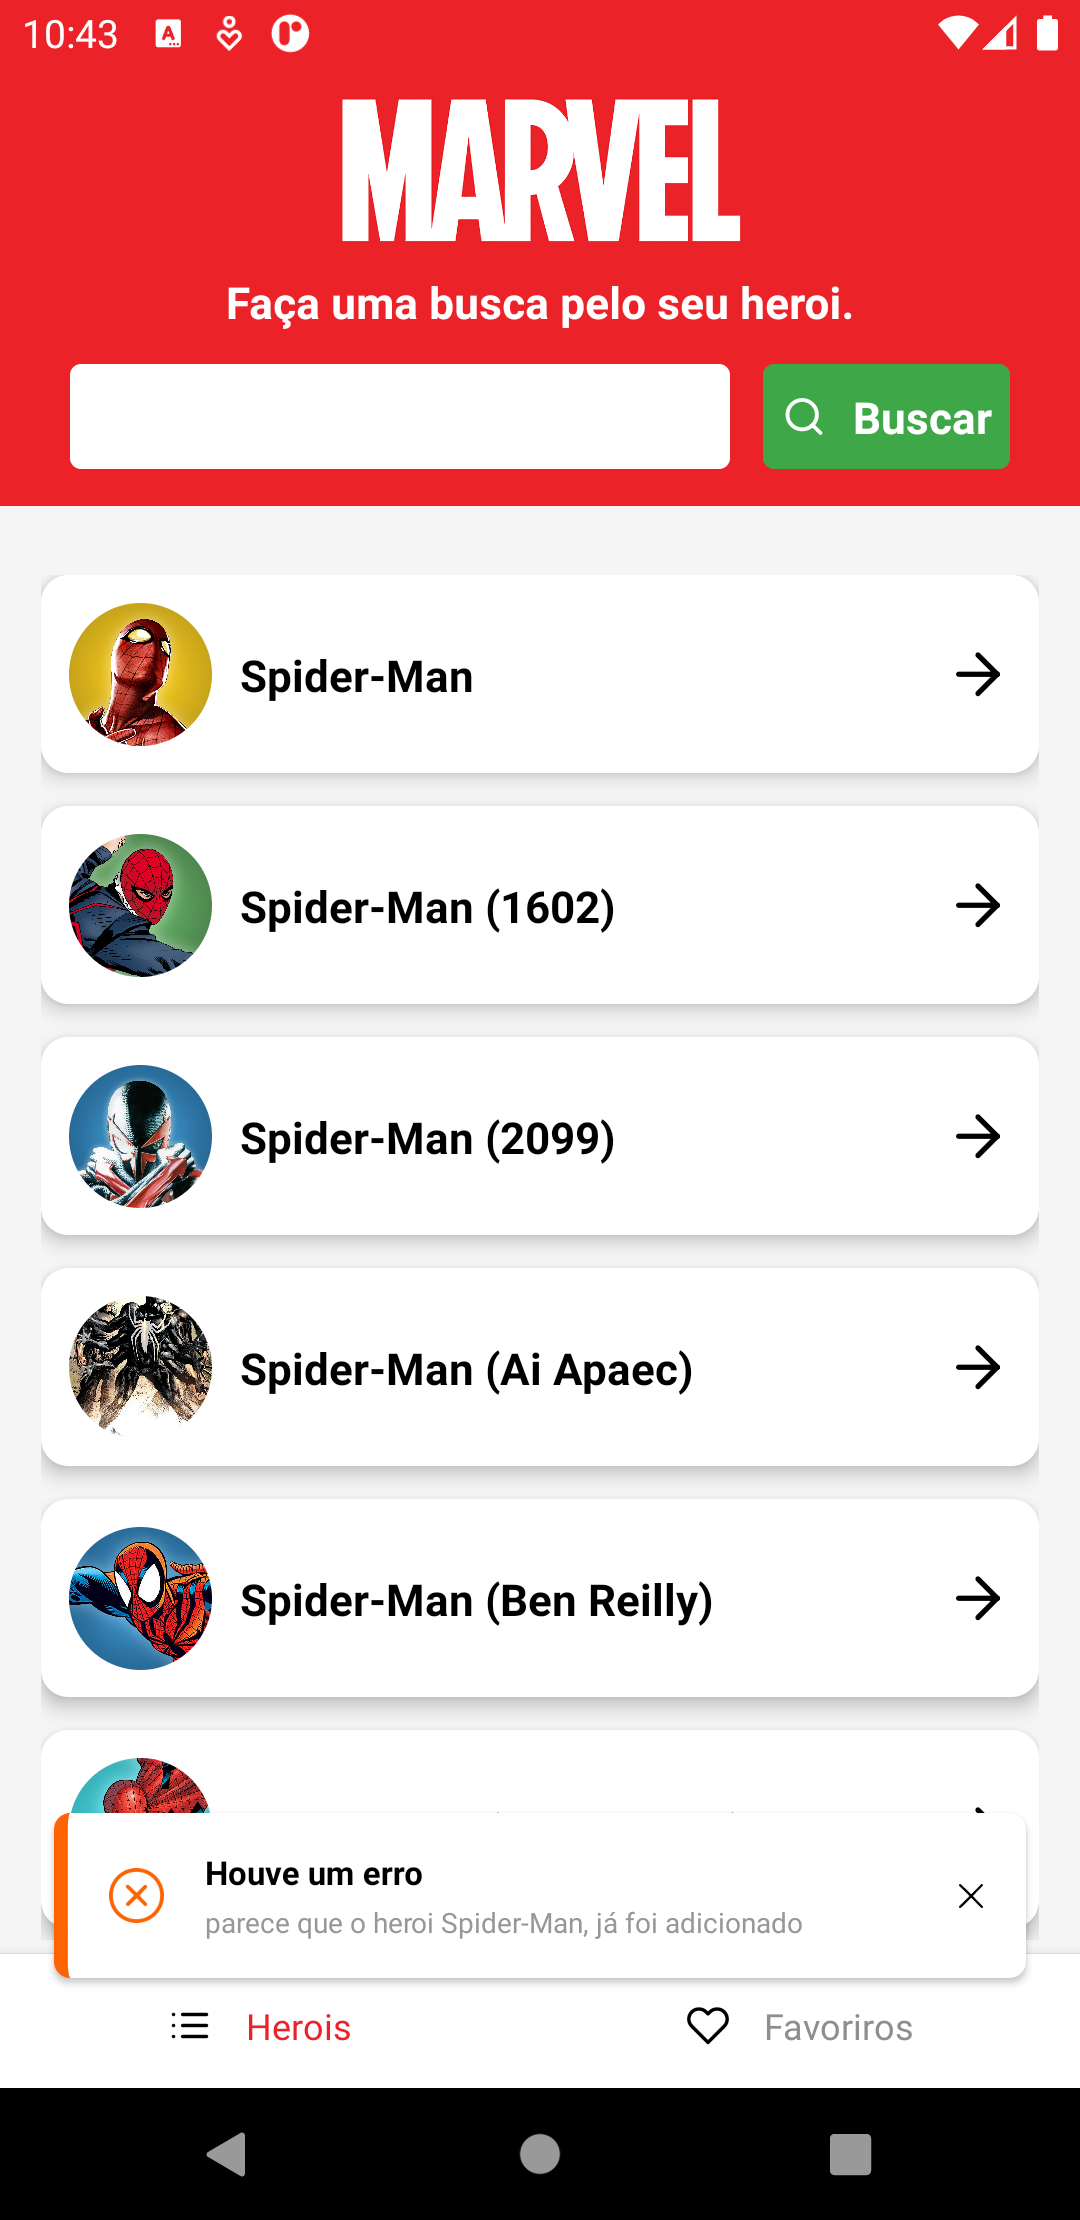 10:43
MARVEL
Faça uma busca pelo seu heroi.
Buscar
Spider-Man
Spider-Man (1602)
Spider-Man (2099)
Spider-Man (Ai Apaec)
Spider-Man (Ben Reilly)
Houve um erro
parece que o heroi Spider-Man, já foi adicionado
Herois
Favoriros